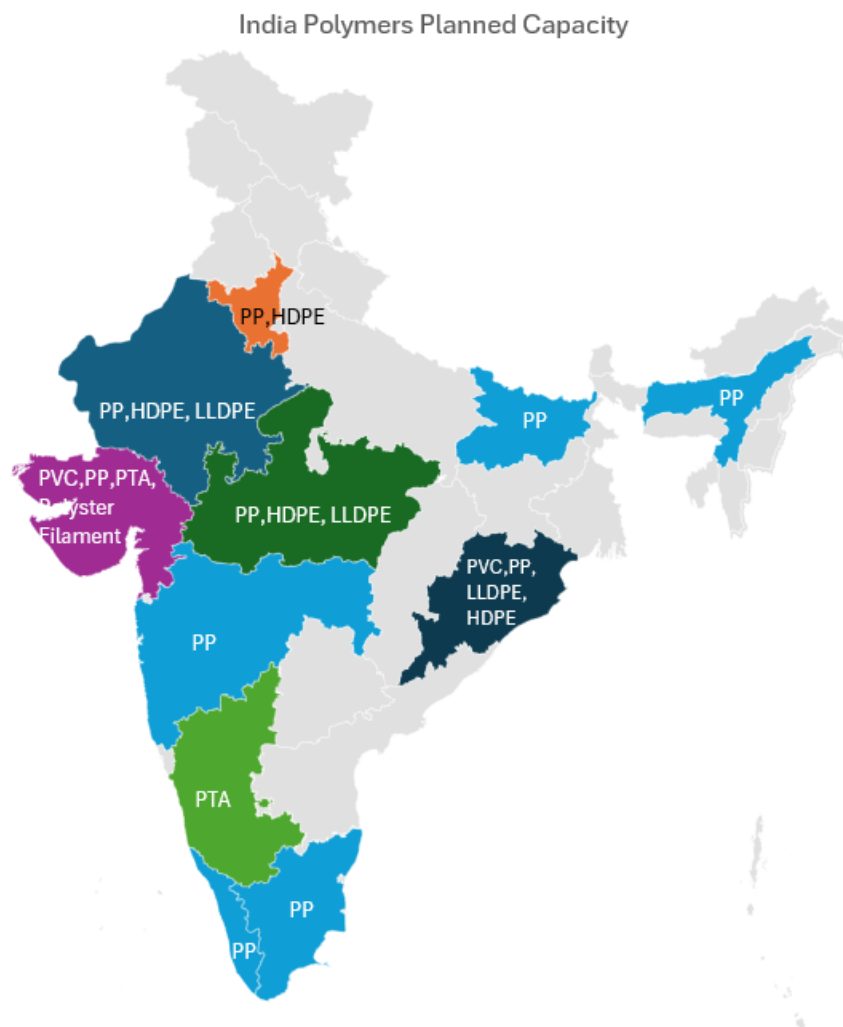 India Polymers Planned Capacity
PP,HDPE
PP,HDPE, LLDPE
PP
PP
PVC,PP,PTA,
Polyster
Filament
PP,HDPE, LLDPE
PVC,PP,
LLDPE,
HDPE
PP
PTA
PP
PP